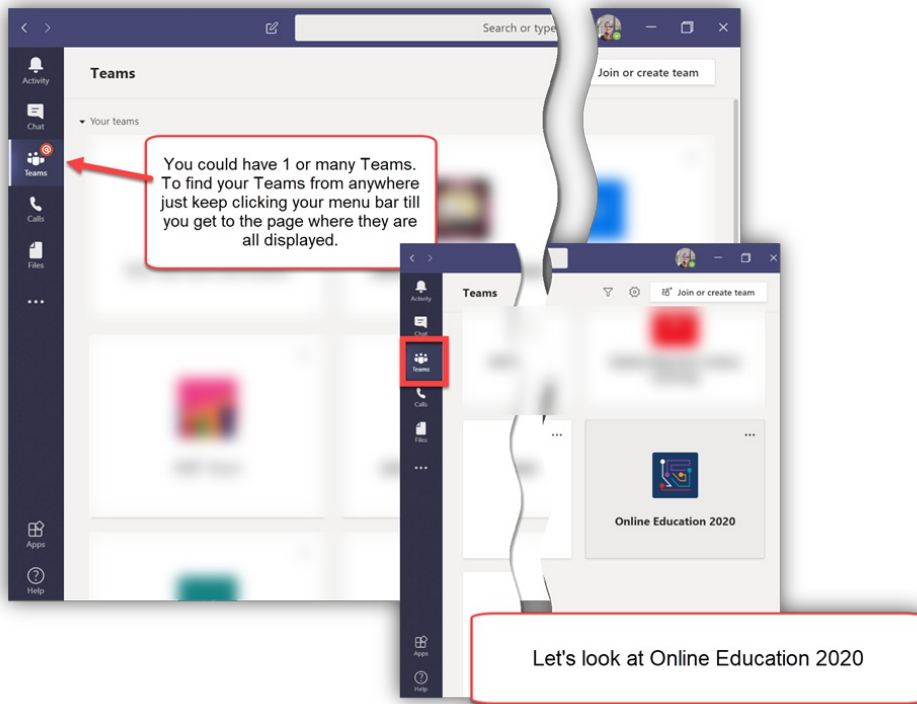 Search or type
Activity
Teams
Join or create team
Chat
Your teams
Teams
You could have 1 or many Teams.
To find your Teams from anywhere
just keep clicking your menu bar till
you get to the page where they are
all displayed.
Calls
Files
Apps
Help
Activity
Teams
Join or create team
Chat
Teams
Calls
Files
Online Education 2020
Apps
Help
Let's look at Online Education 2020